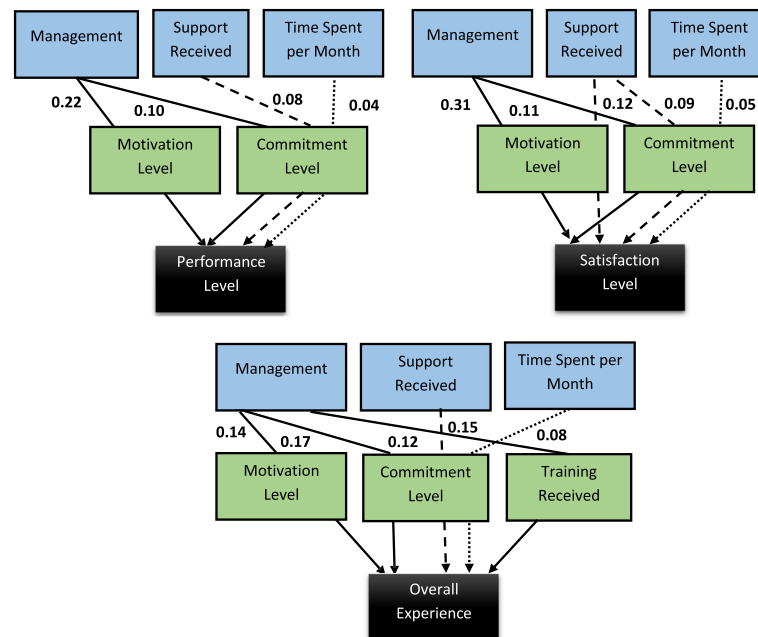 Management
Support
Received
Time Spent
per Month
0.22
0.10
0.08
0.04
Motivation
Level
Commitment
Level
Performance
Level
Management
Support
Received
Time Spent
per Month
0.31
0.11
0.12
0.09
0.05
Motivation
Level
Commitment
Level
Satisfaction
Level
Management
Support
Received
Time Spent per
Month
0.14
0.17
0.12
0.15
0.08
Motivation
Level
Commitment
Level
Training
Received
Overall
Experience